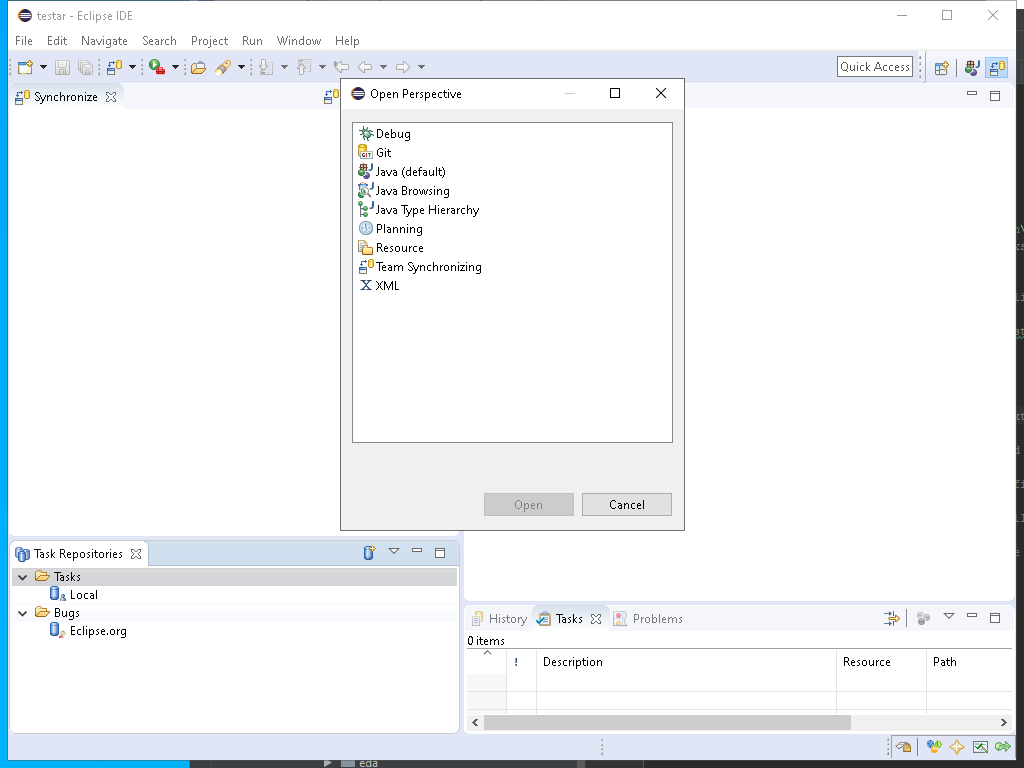 testar - Eclipse IDE
File Edit Navigate Search Project Run Window Help
Quick Access
Synchronize
Open Perspective
Debug
Git
Java (default)
Java Browsing
Java Type Hierarchy
Planning
Resource
Team Synchronizing
XML
Open Cancel
Task Repositories
Tasks
Local
Bugs
Eclipse.org
History Tasks Problems
0 items
! Description Resource Path
eda